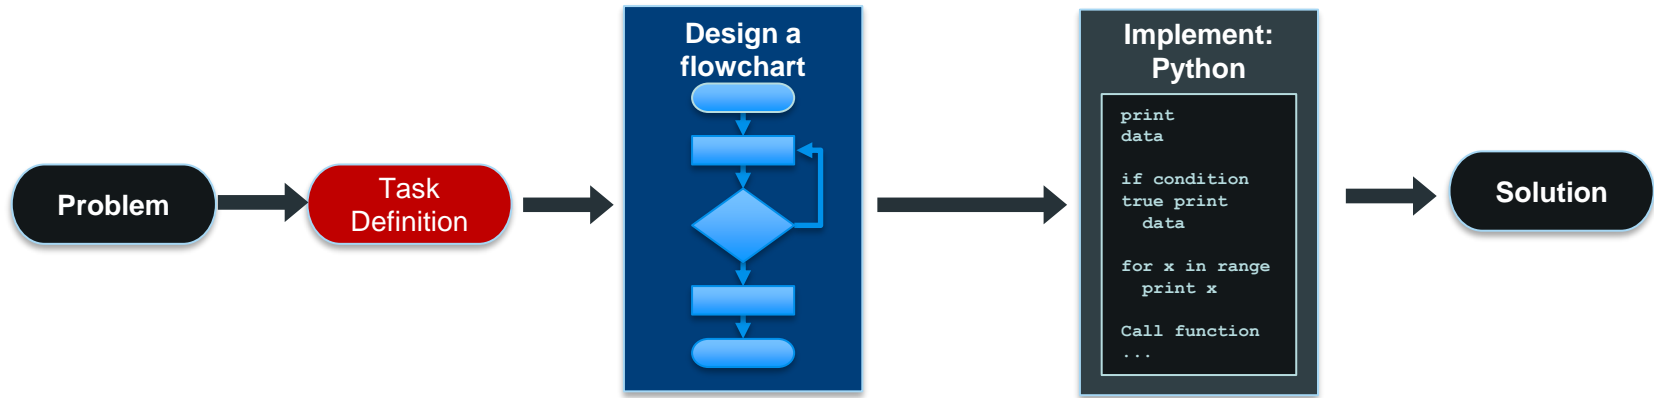 Problem
Task
Definition
Design a
flowchart
Implement:
Python
print
data
if condition
true print
data
for x in range
print x
Call function
...
Solution